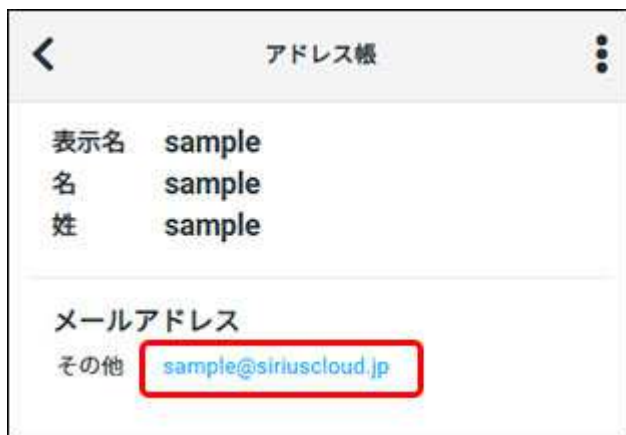 アドレス帳
表示名 sample
名 sample
姓 sample
メールアドレス
その他 sample@siriuscloud.jp